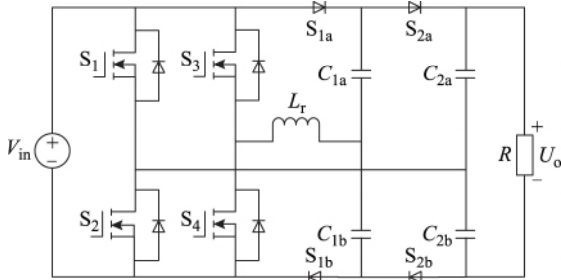 S1a S2a
S1 S3 C1a C2a
Lr
Vin + − R + Uo −
S2 S4 C1b C2b
S1b S2b